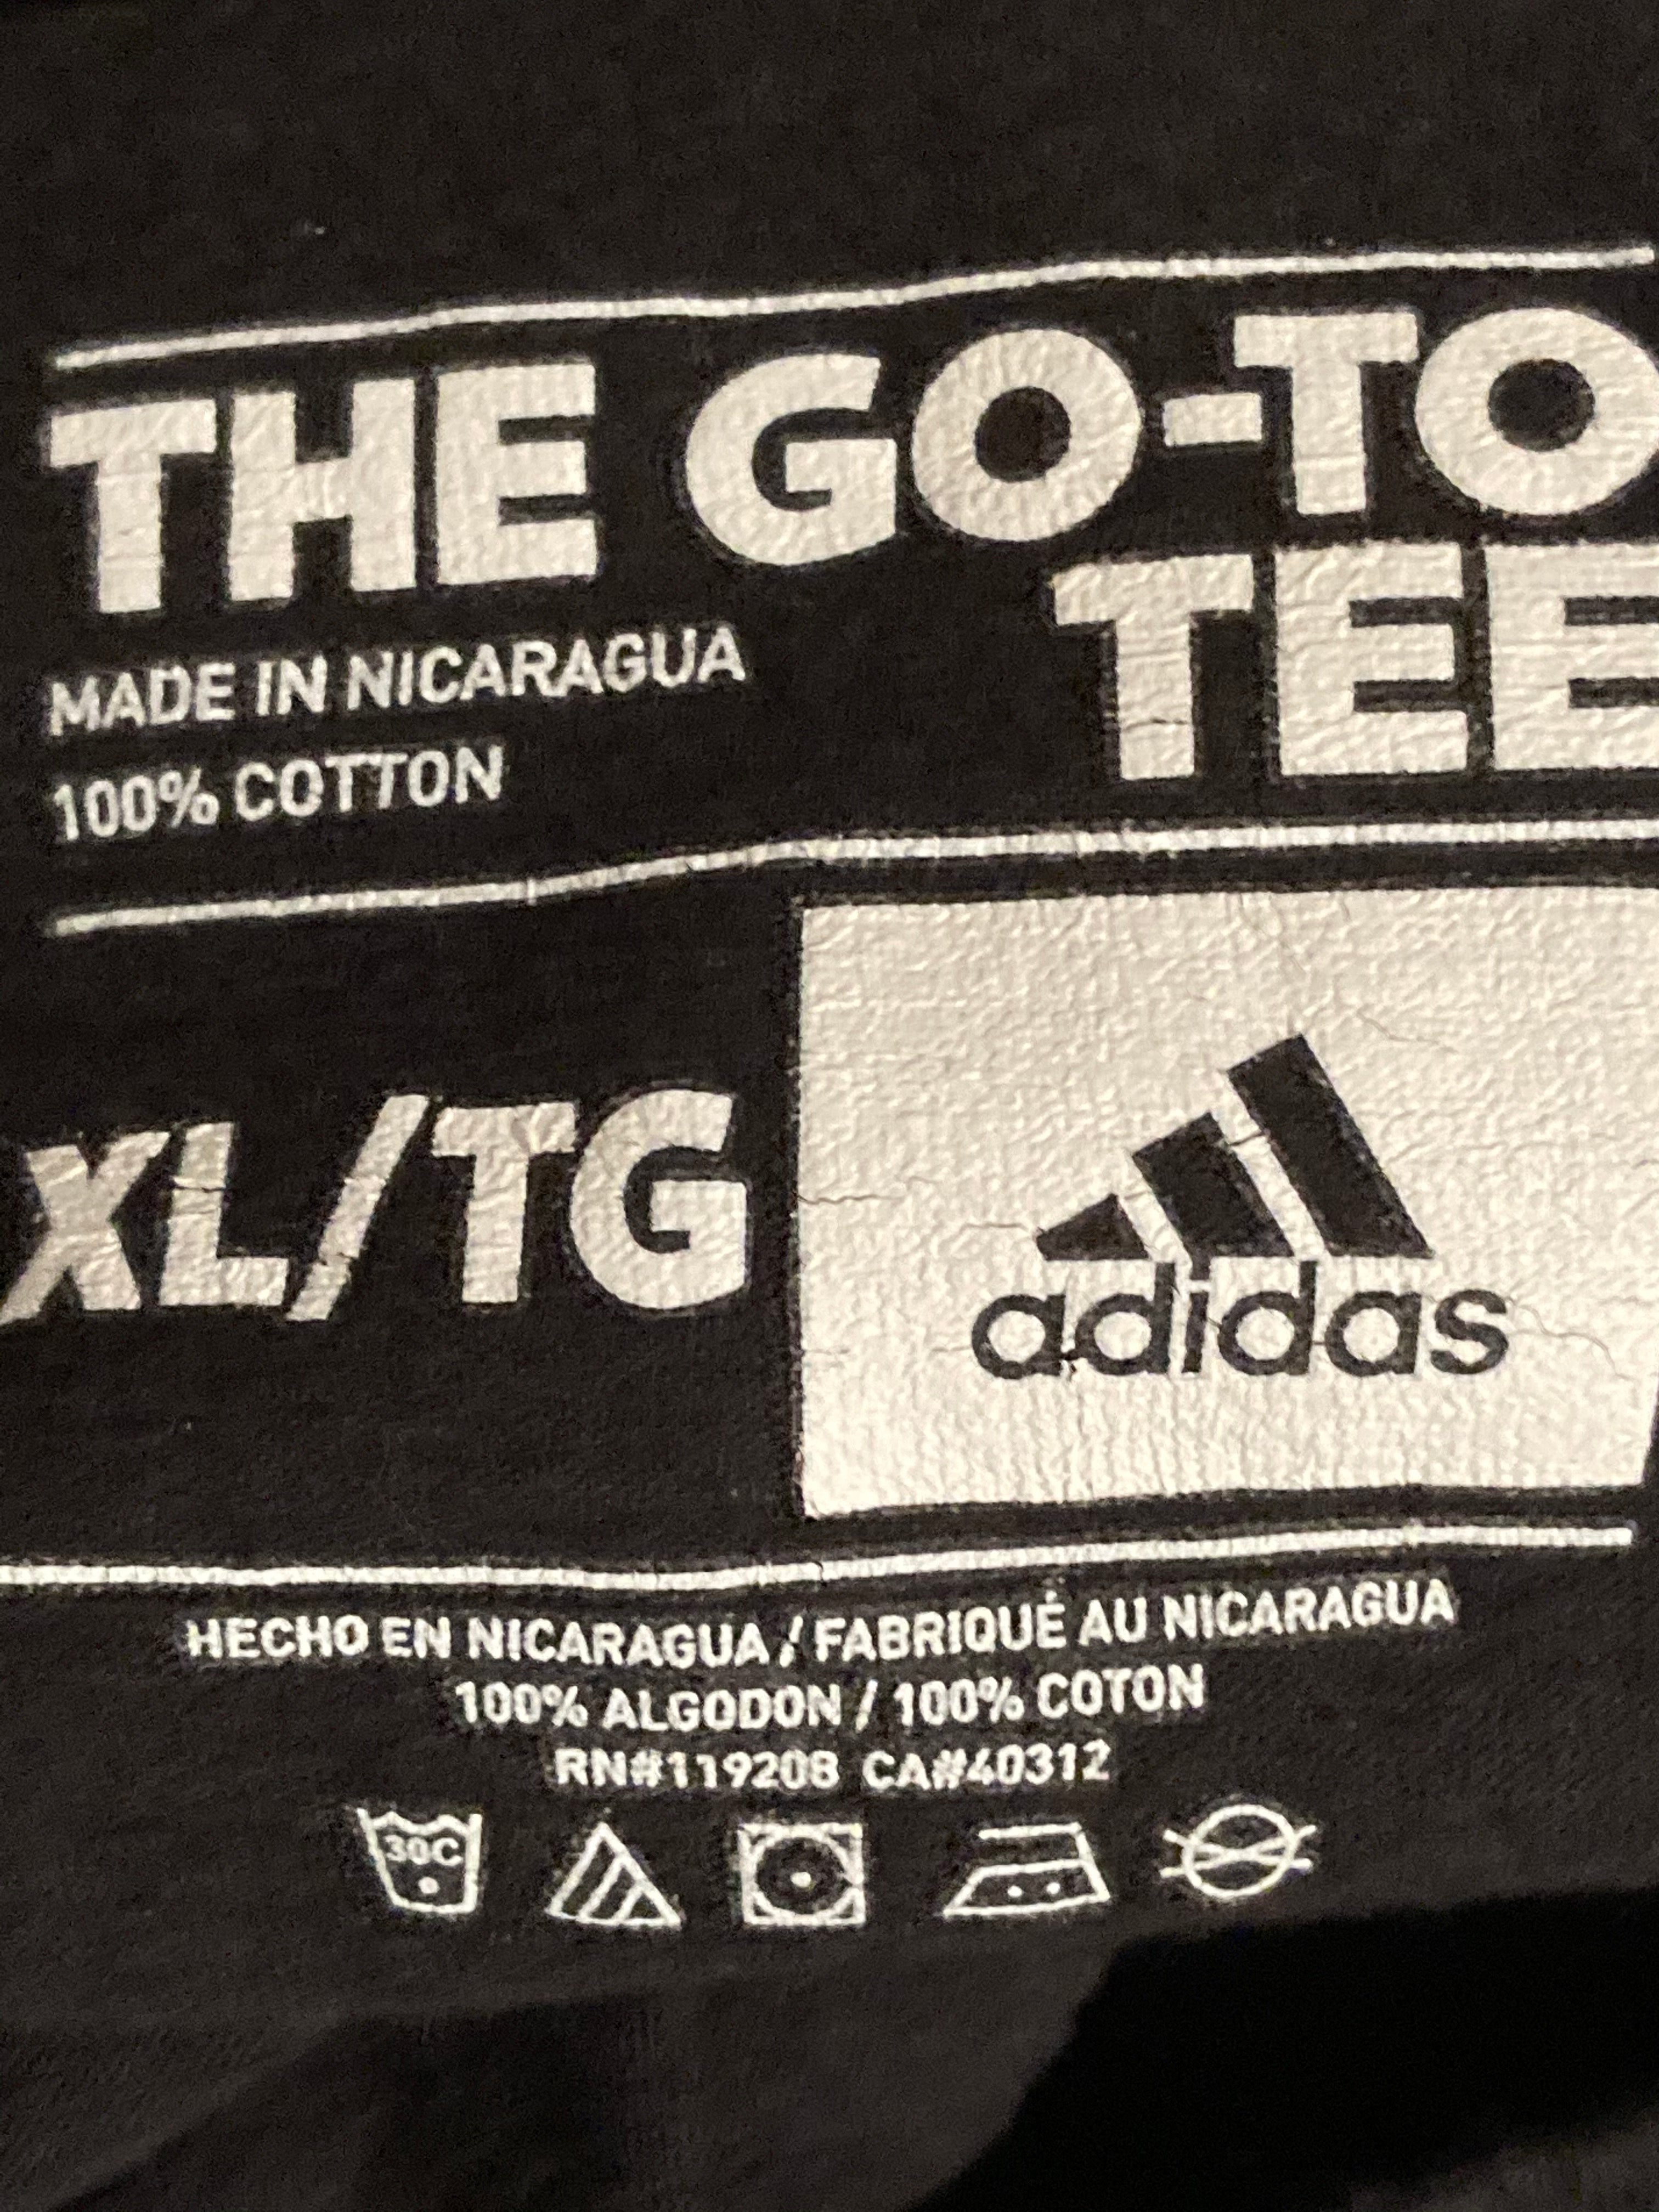 THE GO-TO
TEE
MADE IN NICARAGUA
100% COTTON
XL/TG
adidas
HECHO EN NICARAGUA / FABRIQUÉ AU NICARAGUA
100% ALGODON / 100% COTON
RN#119208 CA#40312
30C